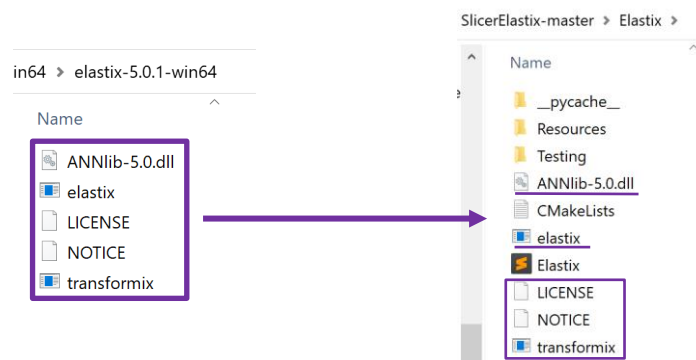 in64 > elastix-5.0.1-win64
Name
ANNlib-5.0.dll
elastix
LICENSE
NOTICE
transformix
SlicerElastix-master > Elastix >
Name
__pycache__
Resources
Testing
ANNlib-5.0.dll
CMakeLists
elastix
Elastix
LICENSE
NOTICE
transformix